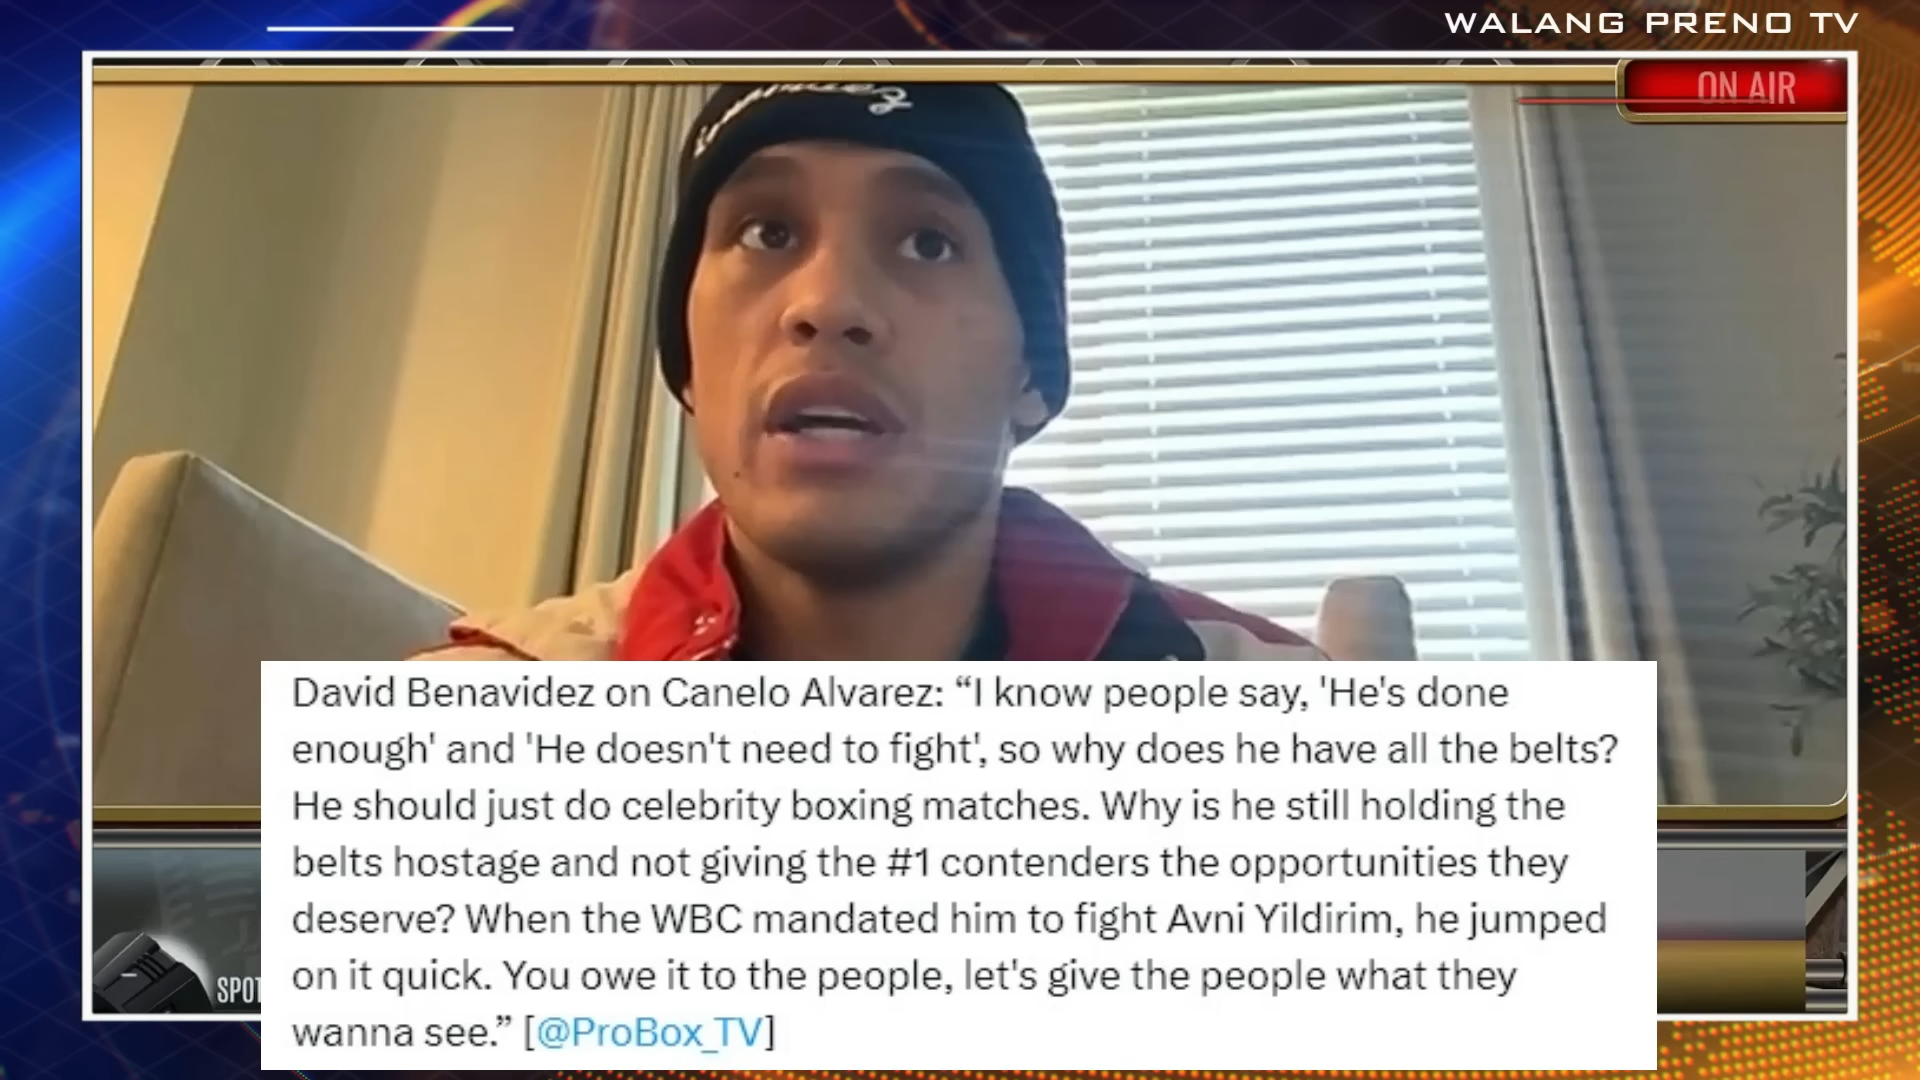 WALANG PRENO TV
ON AIR
David Benavidez on Canelo Alvarez: “I know people say, 'He's done
enough' and 'He doesn't need to fight', so why does he have all the belts?
He should just do celebrity boxing matches. Why is he still holding the
belts hostage and not giving the #1 contenders the opportunities they
deserve? When the WBC mandated him to fight Avni Yildirim, he jumped
on it quick. You owe it to the people, let's give the people what they
wanna see.” [@ProBox_TV]
SPOT